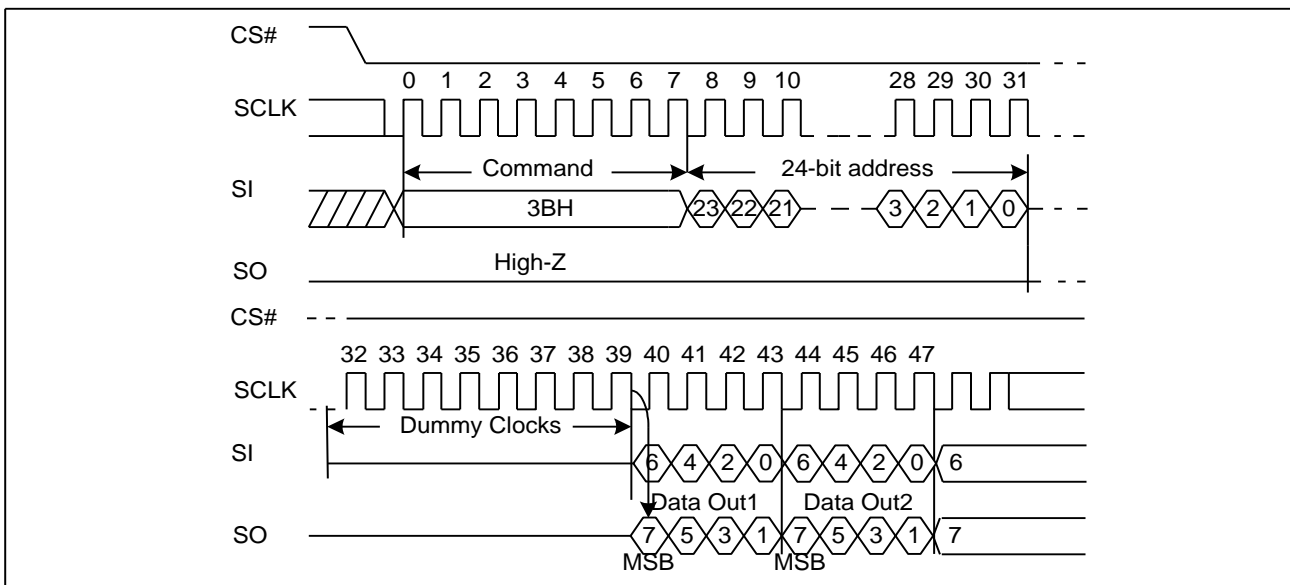 CS#
0 1 2 3 4 5 6 7 8 9 10 28 29 30 31
SCLK
Command 24-bit address
SI
3BH 23 22 21 3 2 1 0
High-Z
SO
CS#
32 33 34 35 36 37 38 39 40 41 42 43 44 45 46 47
SCLK
Dummy Clocks
SI
6 4 2 0 6 4 2 0 6
Data Out1 Data Out2
SO
7 5 3 1 7 5 3 1 7
MSB MSB